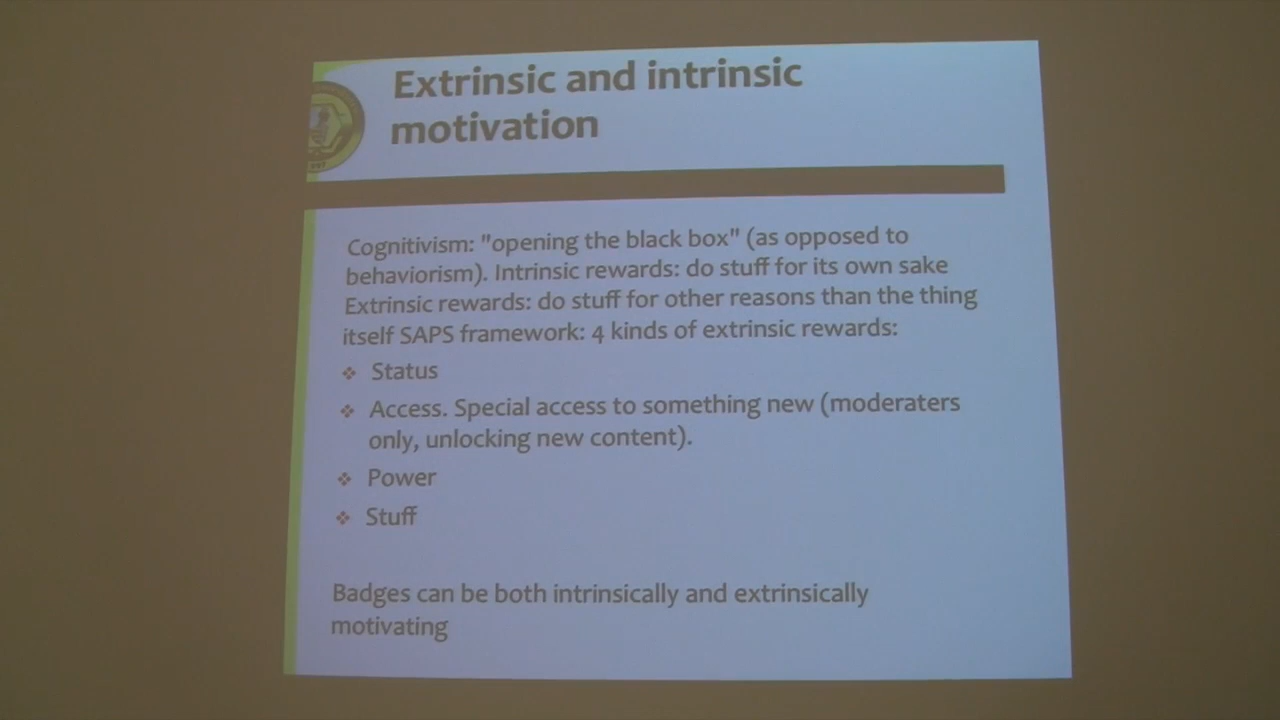 Extrinsic and intrinsic
motivation
Cognitivism: "opening the black box" (as opposed to
behaviorism). Intrinsic rewards: do stuff for its own sake
Extrinsic rewards: do stuff for other reasons than the thing
itself SAPS framework: 4 kinds of extrinsic rewards:
❖ Status
❖ Access. Special access to something new (moderaters
only, unlocking new content).
❖ Power
❖ Stuff
Badges can be both intrinsically and extrinsically
motivating